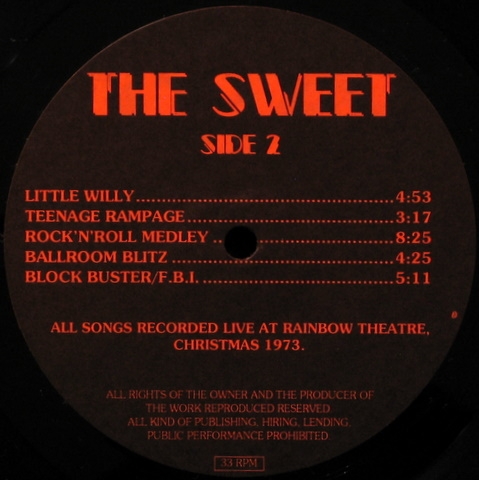 THE SWEET
SIDE 2
LITTLE WILLY........................................4:53
TEENAGE RAMPAGE................................3:17
ROCK'N'ROLL MEDLEY .. ......................8:25
BALLROOM BLITZ ..................................4:25
BLOCK BUSTER/F.B.I. .............................5:11
ALL SONGS RECORDED LIVE AT RAINBOW THEATRE,
CHRISTMAS 1973.
ALL RIGHTS OF THE OWNER AND THE PRODUCER OF
THE WORK REPRODUCED RESERVED
ALL KIND OF PUBLISHING, HIRING, LENDING,
PUBLIC PERFORMANCE PROHIBITED
33 RPM